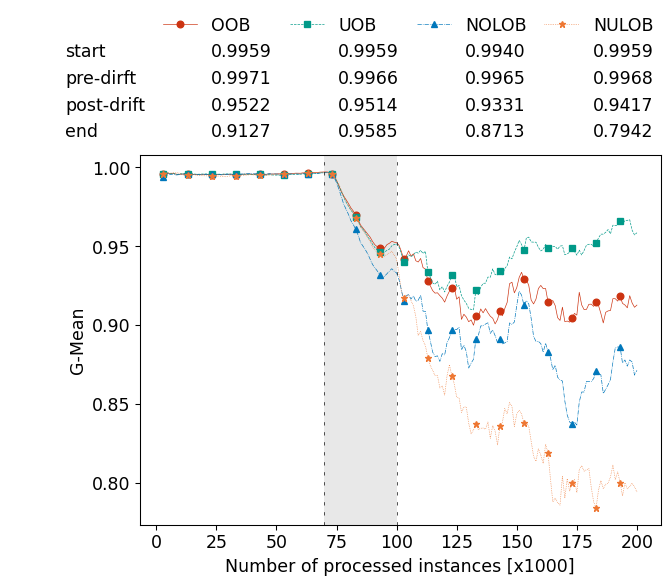 OOB UOB NOLOB NULOB
start 0.9959 0.9959 0.9940 0.9959
pre-dirft 0.9971 0.9966 0.9965 0.9968
post-drift 0.9522 0.9514 0.9331 0.9417
end 0.9127 0.9585 0.8713 0.7942
1.00
0.95
0.90
0.85
0.80
G-Mean
0 25 50 75 100 125 150 175 200
Number of processed instances [x1000]